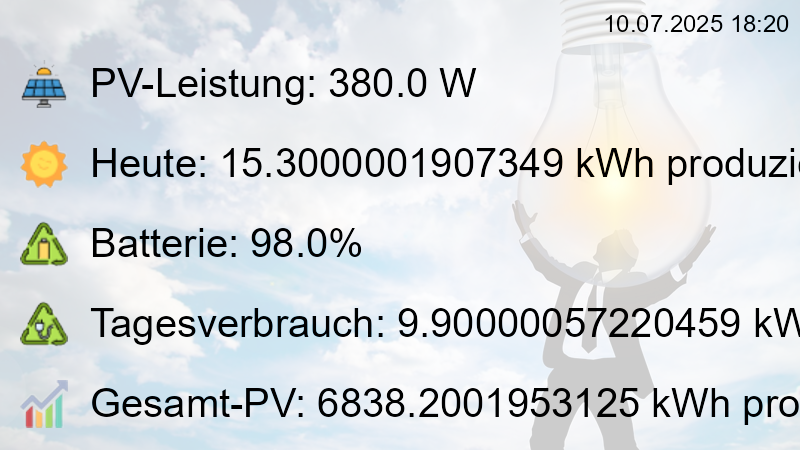 10.07.2025 18:20
PV-Leistung: 380.0 W
Heute: 15.3000001907349 kWh produzi
Batterie: 98.0%
Tagesverbrauch: 9.90000057220459 kW
Gesamt-PV: 6838.2001953125 kWh pro